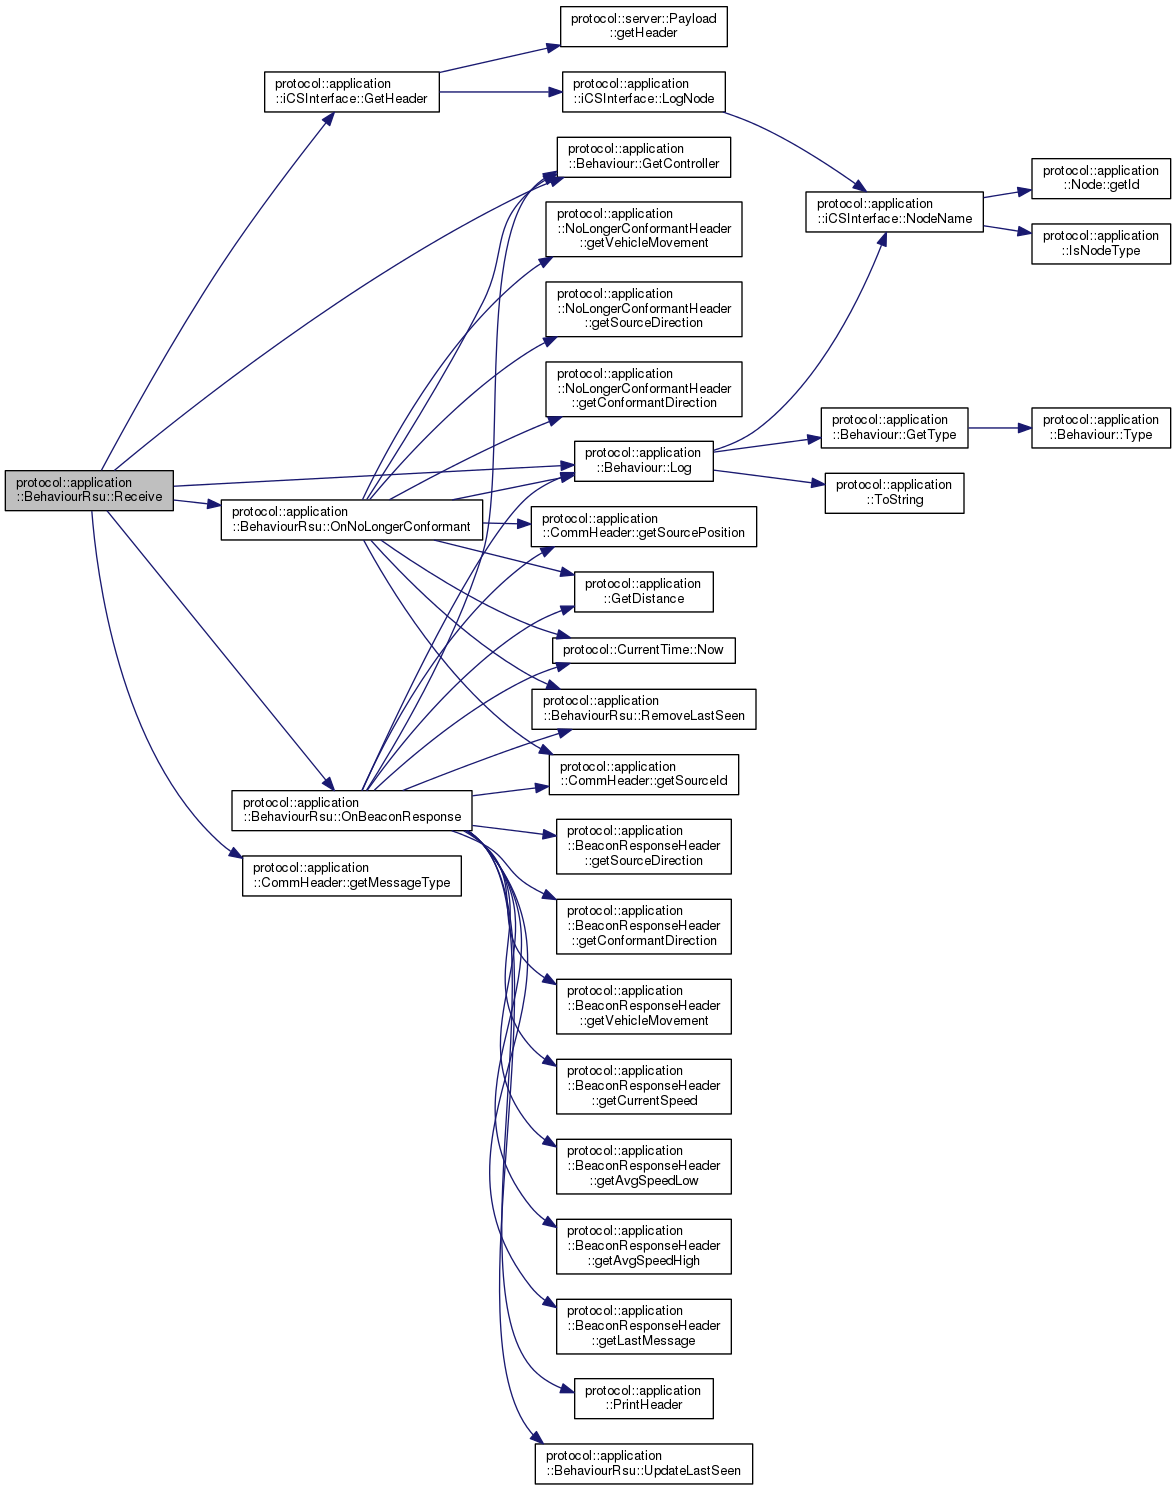 protocol::server::Payload
::getHeader
protocol::application
::iCSInterface::GetHeader
protocol::application
::iCSInterface::LogNode
protocol::application
::Behaviour::GetController
protocol::application
::Node::getId
protocol::application
::iCSInterface::NodeName
protocol::application
::NoLongerConformantHeader
::getVehicleMovement
protocol::application
::IsNodeType
protocol::application
::NoLongerConformantHeader
::getSourceDirection
protocol::application
::NoLongerConformantHeader
::getConformantDirection
protocol::application
::Behaviour::GetType
protocol::application
::Behaviour::Type
protocol::application
::Behaviour::Log
protocol::application
::BehaviourRsu::Receive
protocol::application
::ToString
protocol::application
::BehaviourRsu::OnNoLongerConformant
protocol::application
::CommHeader::getSourcePosition
protocol::application
::GetDistance
protocol::CurrentTime::Now
protocol::application
::BehaviourRsu::RemoveLastSeen
protocol::application
::CommHeader::getSourceId
protocol::application
::BehaviourRsu::OnBeaconResponse
protocol::application
::BeaconResponseHeader
::getSourceDirection
protocol::application
::CommHeader::getMessageType
protocol::application
::BeaconResponseHeader
::getConformantDirection
protocol::application
::BeaconResponseHeader
::getVehicleMovement
protocol::application
::BeaconResponseHeader
::getCurrentSpeed
protocol::application
::BeaconResponseHeader
::getAvgSpeedLow
protocol::application
::BeaconResponseHeader
::getAvgSpeedHigh
protocol::application
::BeaconResponseHeader
::getLastMessage
protocol::application
::PrintHeader
protocol::application
::BehaviourRsu::UpdateLastSeen